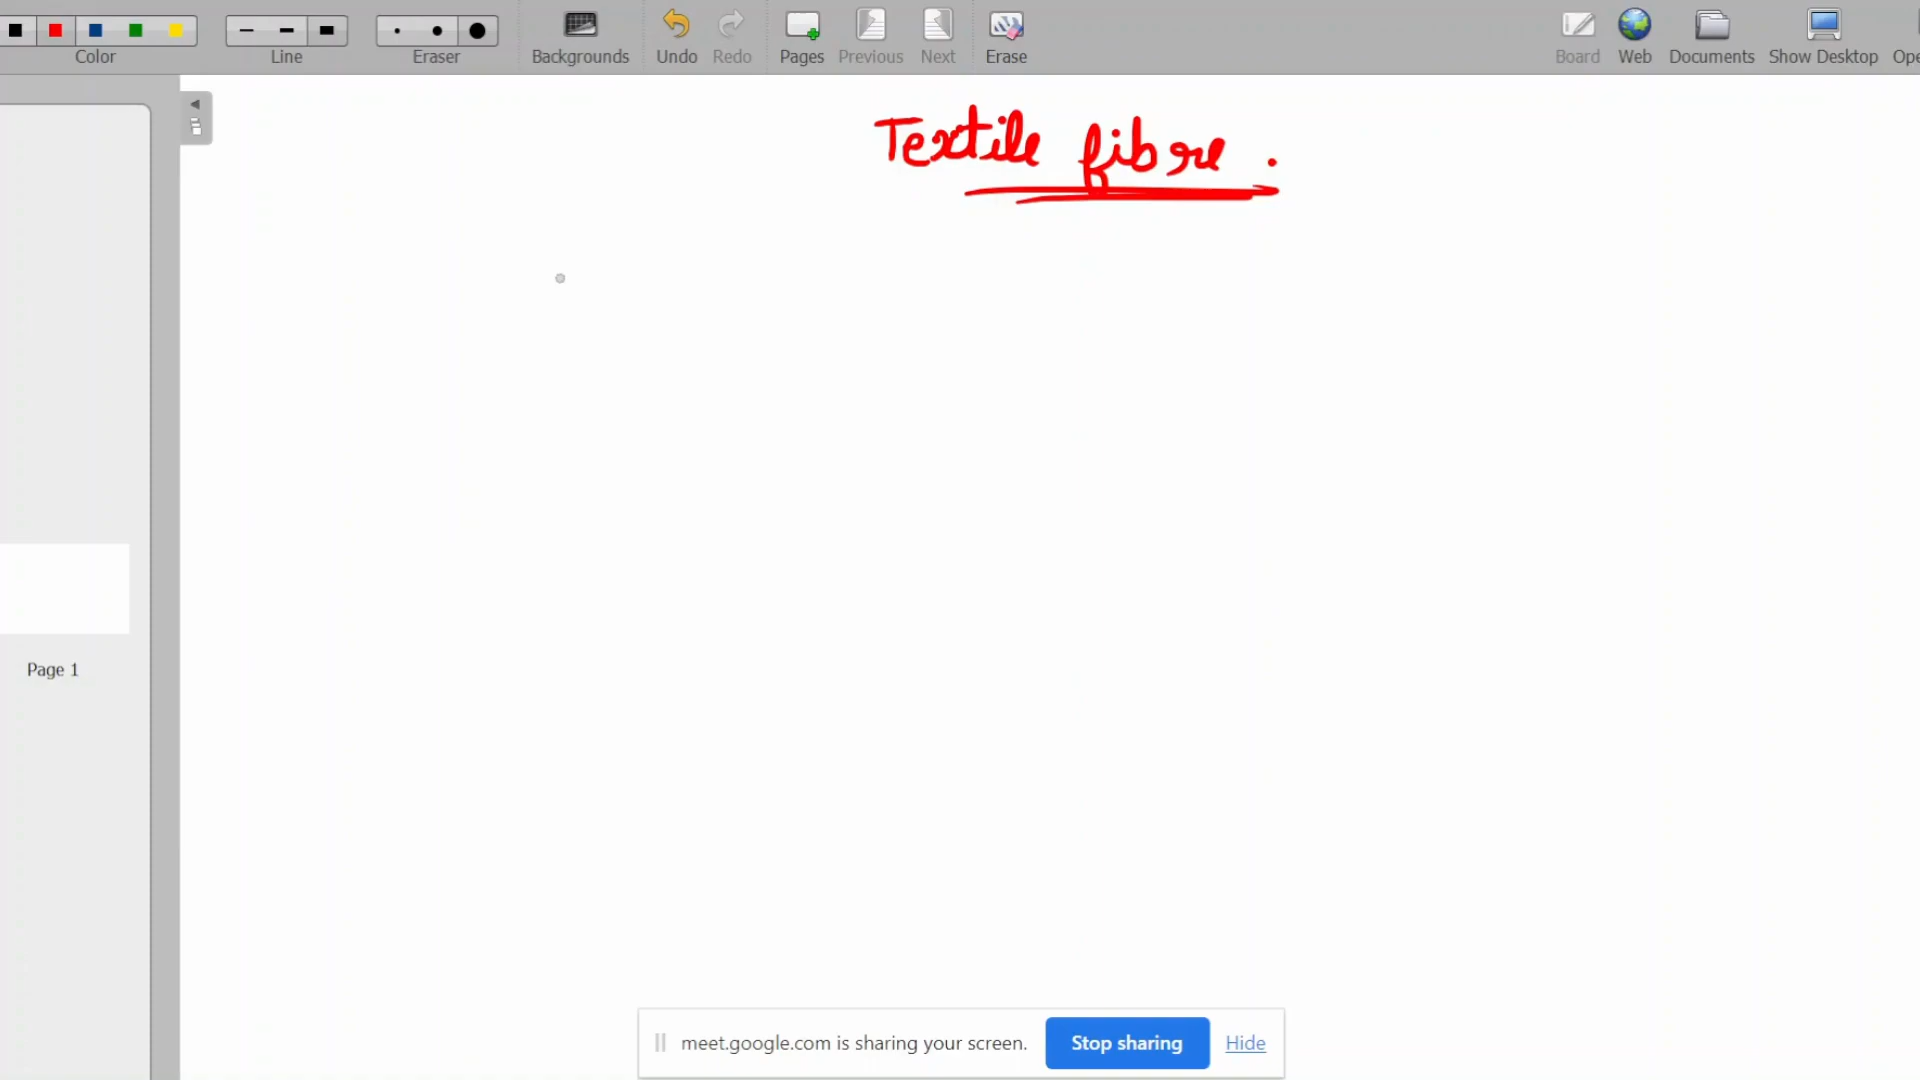 Color Line Eraser Backgrounds Undo Redo Pages Previous Next Erase Board Web Documents Show Desktop Ope
Textile fibre .
Page 1
meet.google.com is sharing your screen. Stop sharing Hide